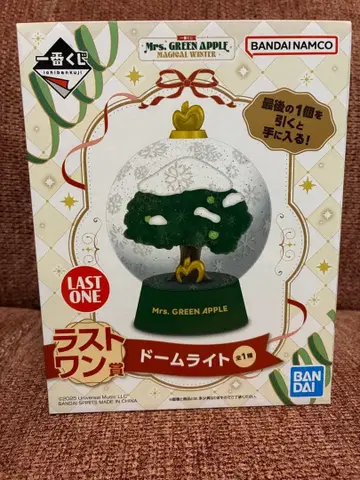 一番くじ
ichibankuji
一番くじ
Mrs. GREEN APPLE
MAGICAL WINTER
BANDAI NAMCO
最後の1個を
引くと
手に入る!
Mrs. GREEN APPLE
LAST
ONE
ラスト
ワン賞
ドームライト 全1種
BAN
DAI
©2025 Universal Music LLC
BANDAI SPIRITS MADE IN CHINA